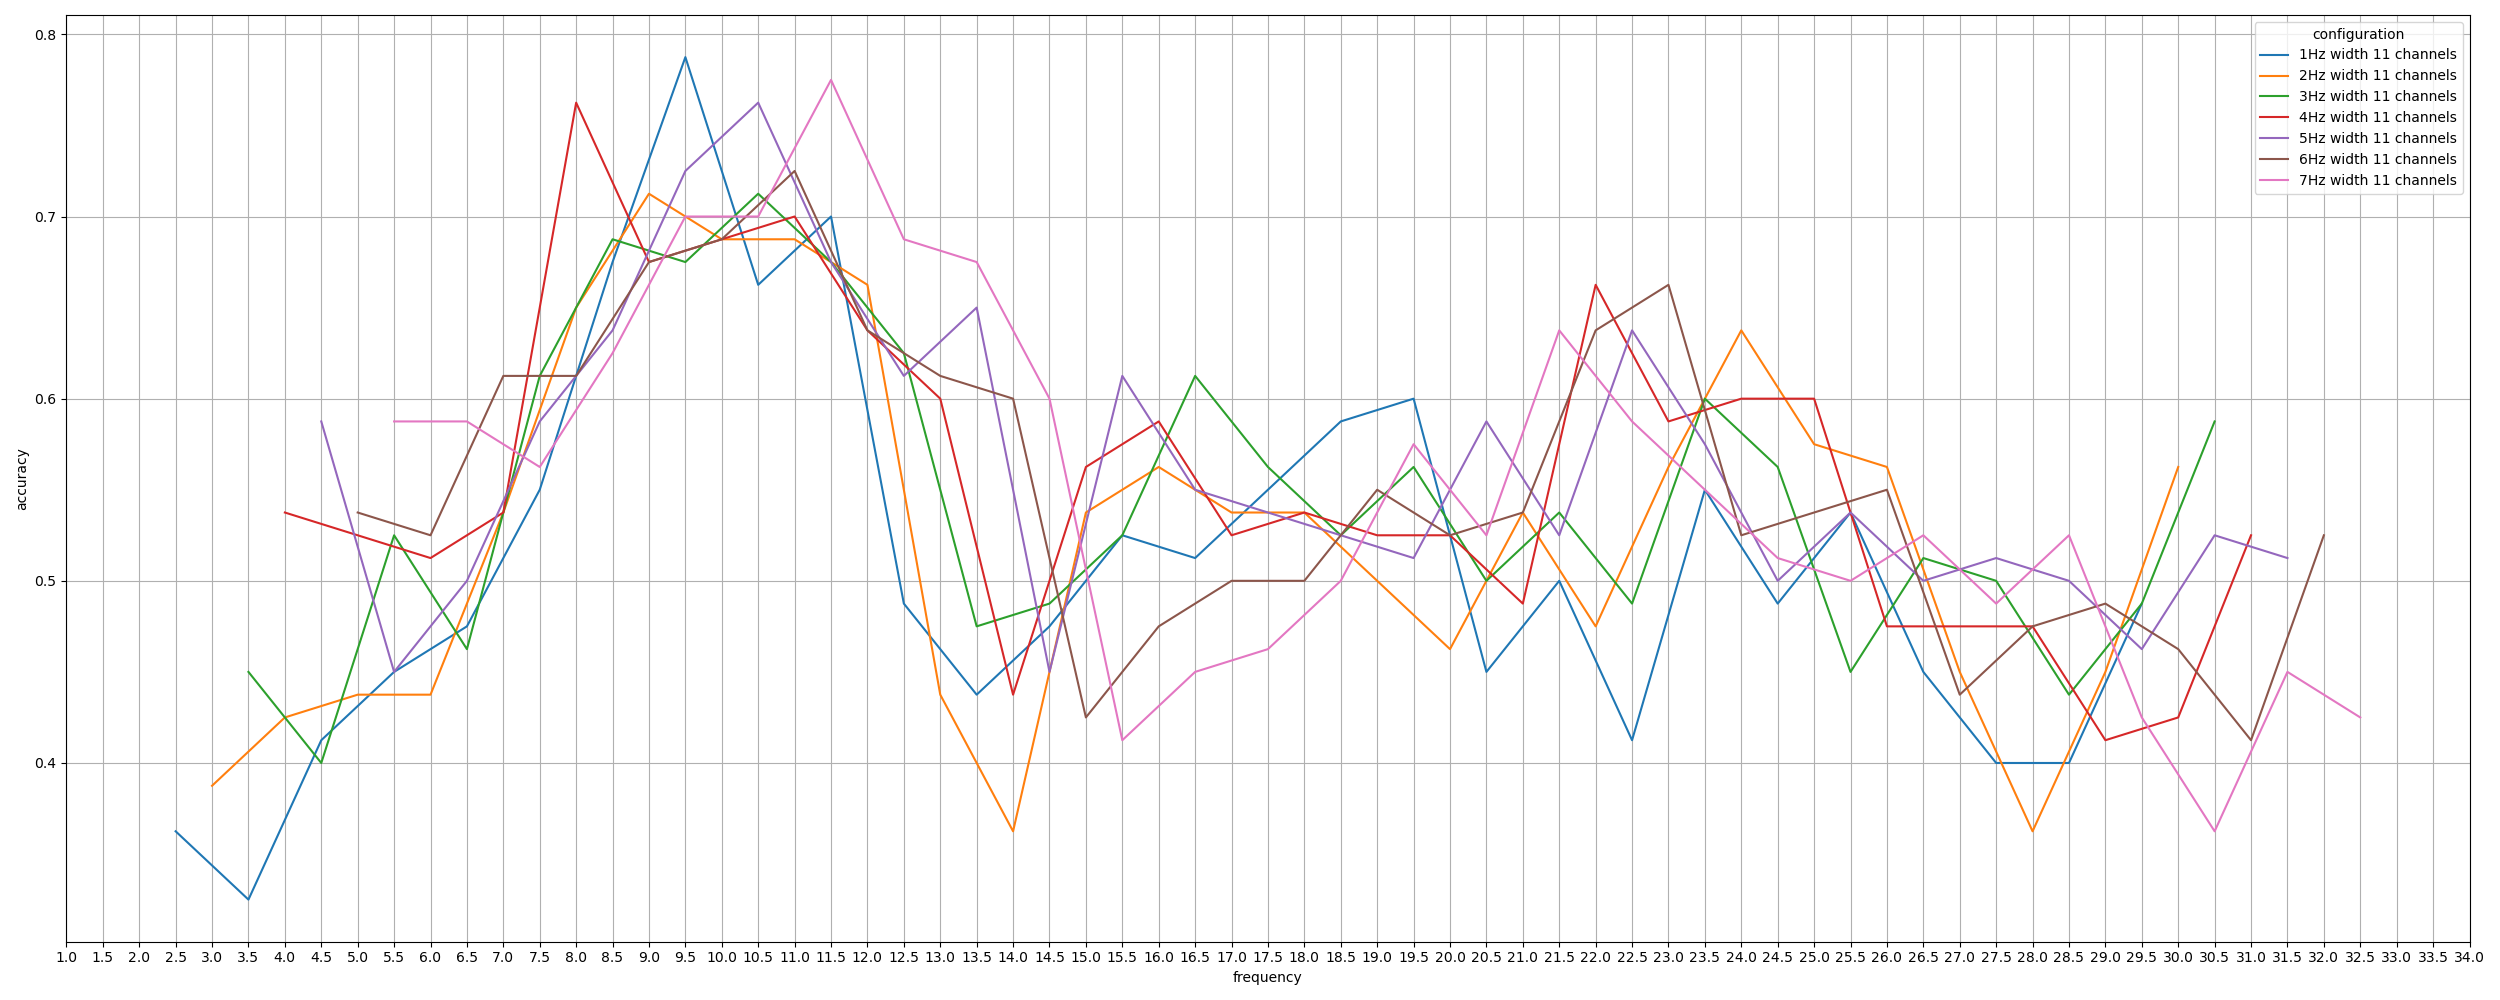 configuration
1Hz width 11 channels
2Hz width 11 channels
3Hz width 11 channels
4Hz width 11 channels
5Hz width 11 channels
6Hz width 11 channels
7Hz width 11 channels
accuracy
0.8
0.7
0.6
0.5
0.4
1.0 1.5 2.0 2.5 3.0 3.5 4.0 4.5 5.0 5.5 6.0 6.5 7.0 7.5 8.0 8.5 9.0 9.5 10.0 10.5 11.0 11.5 12.0 12.5 13.0 13.5 14.0 14.5 15.0 15.5 16.0 16.5 17.0 17.5 18.0 18.5 19.0 19.5 20.0 20.5 21.0 21.5 22.0 22.5 23.0 23.5 24.0 24.5 25.0 25.5 26.0 26.5 27.0 27.5 28.0 28.5 29.0 29.5 30.0 30.5 31.0 31.5 32.0 32.5 33.0 33.5 34.0
frequency